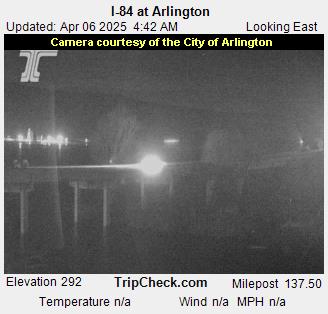 I-84 at Arlington
Updated: Apr 06 2025 4:42 AM Looking East
Camera courtesy of the City of Arlington
Elevation 292 TripCheck.com Milepost 137.50
Temperature n/a Wind n/a MPH n/a